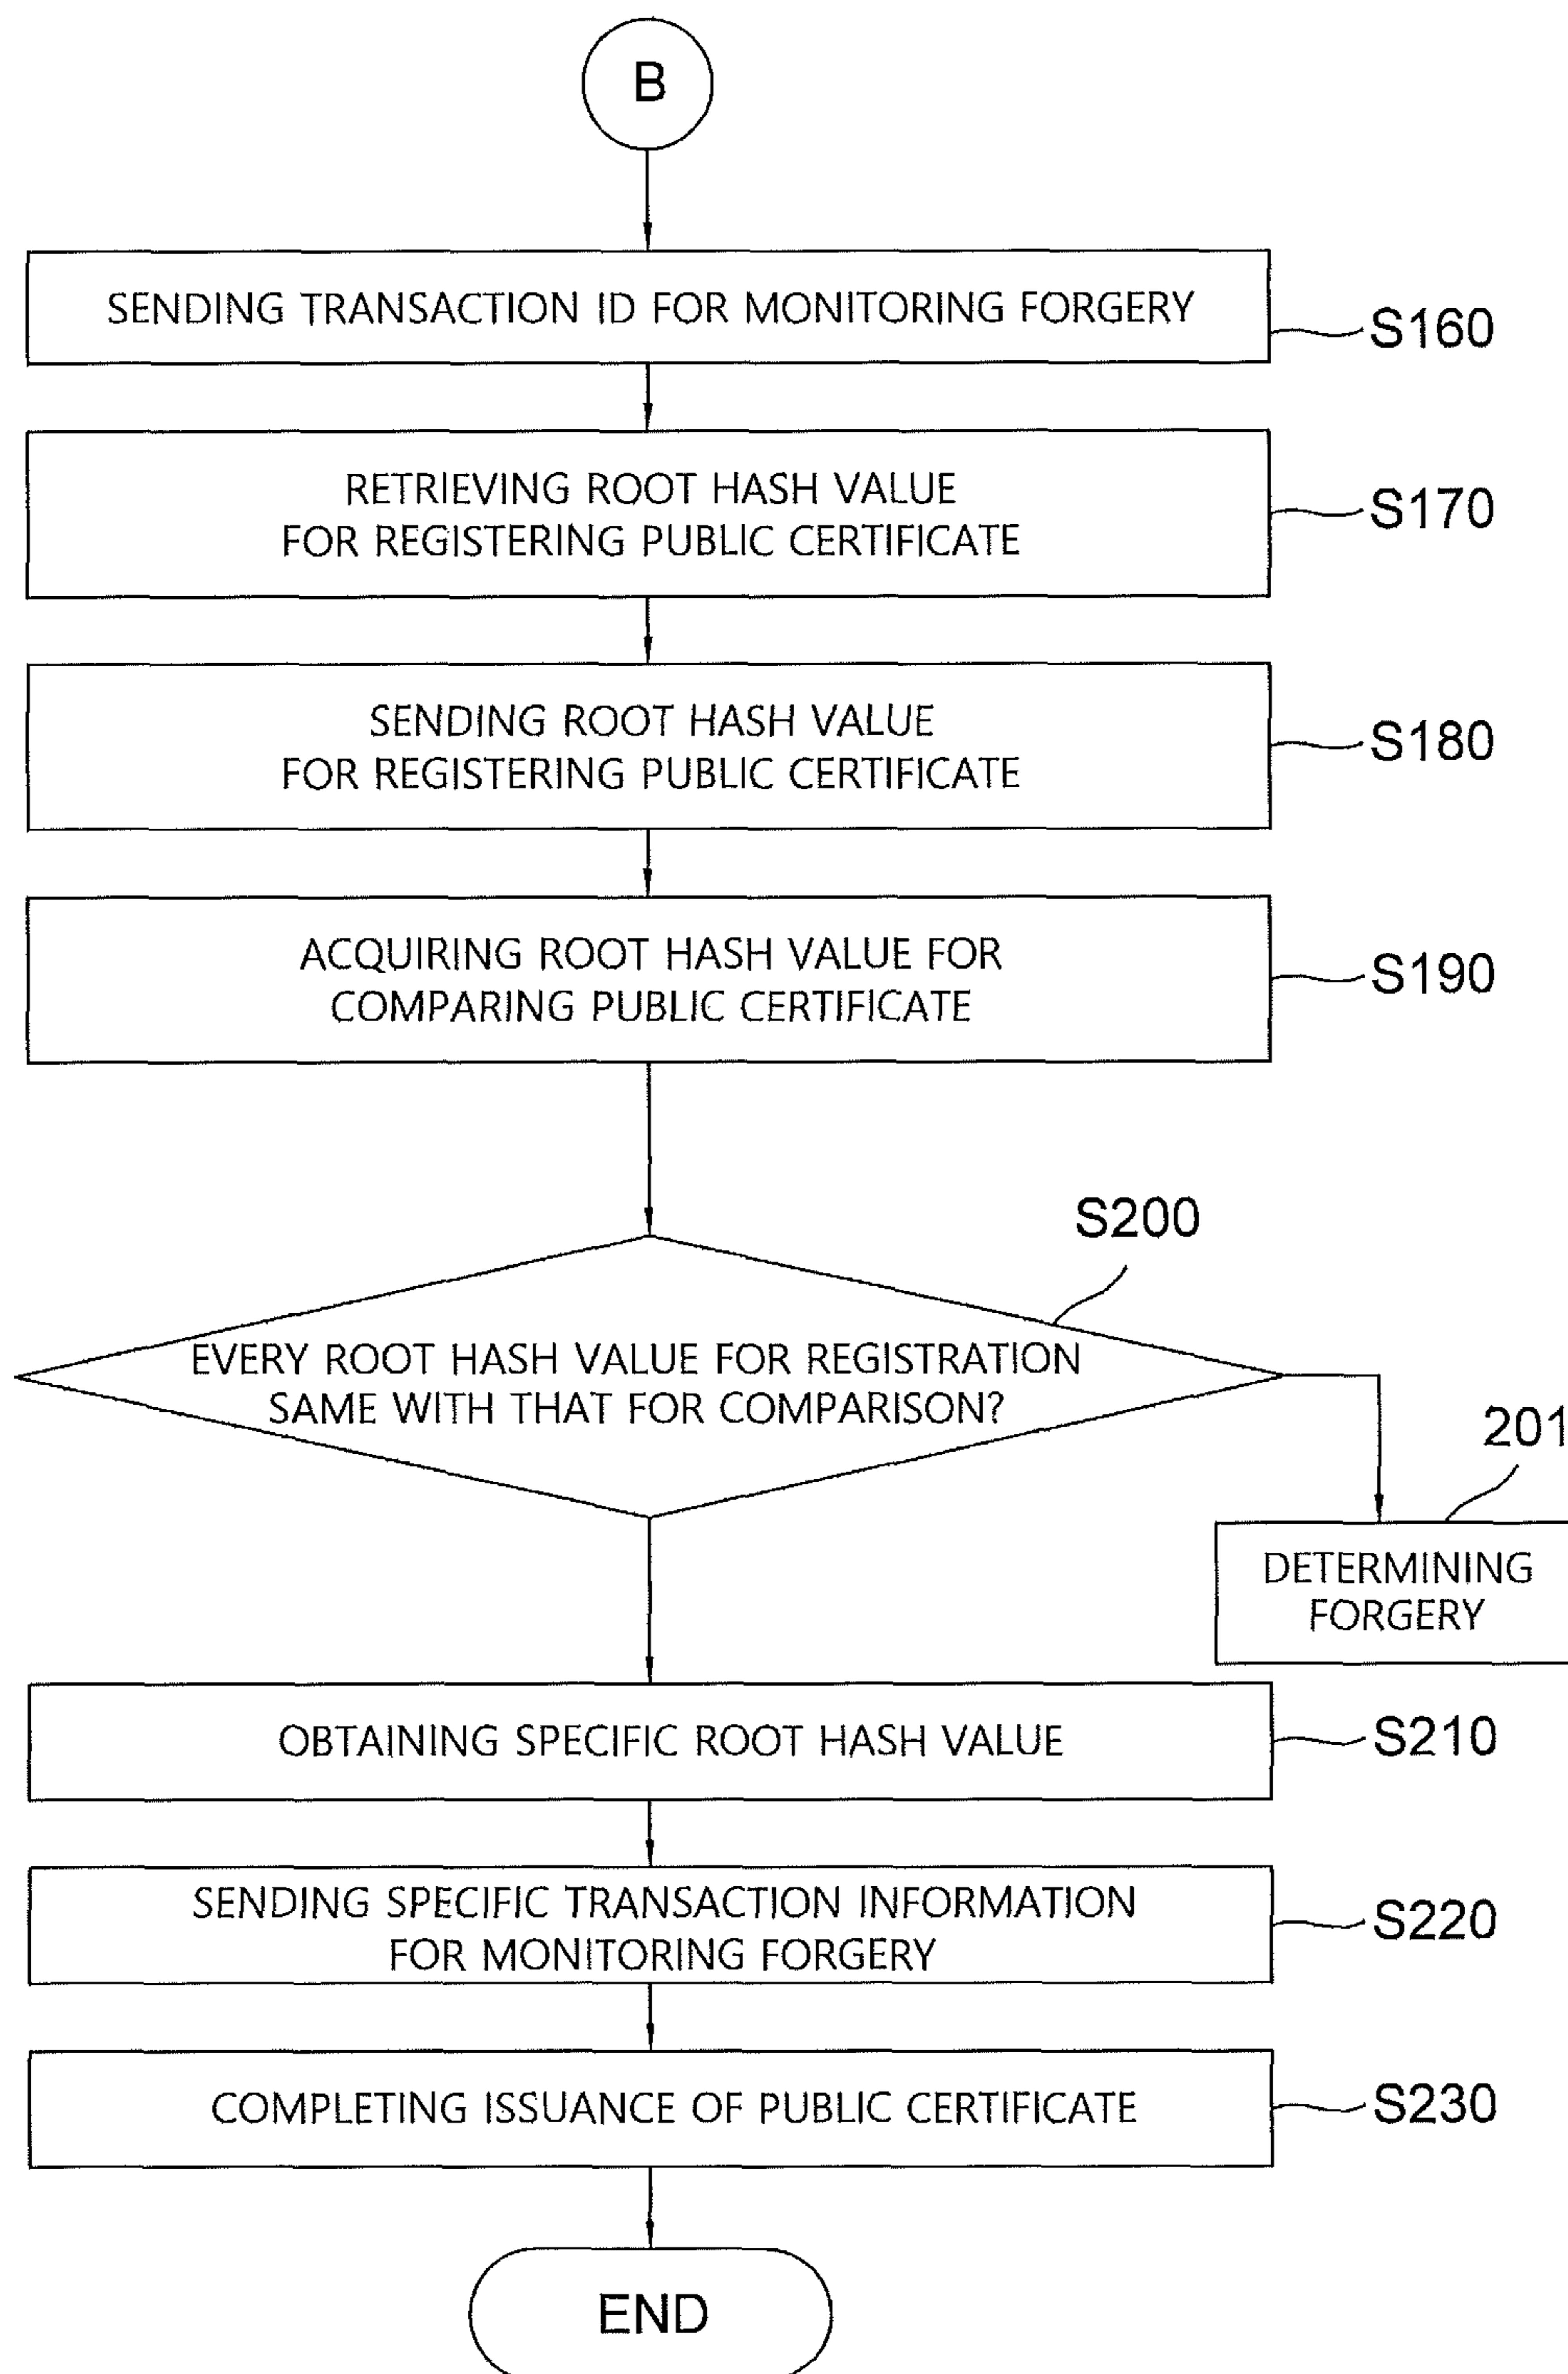 B
SENDING TRANSACTION ID FOR MONITORING FORGERY
S160
RETRIEVING ROOT HASH VALUE
FOR REGISTERING PUBLIC CERTIFICATE
S170
SENDING ROOT HASH VALUE
FOR REGISTERING PUBLIC CERTIFICATE
S180
ACQUIRING ROOT HASH VALUE FOR
COMPARING PUBLIC CERTIFICATE
S190
S200
EVERY ROOT HASH VALUE FOR REGISTRATION
SAME WITH THAT FOR COMPARISON?
201
DETERMINING
FORGERY
OBTAINING SPECIFIC ROOT HASH VALUE
S210
SENDING SPECIFIC TRANSACTION INFORMATION
FOR MONITORING FORGERY
S220
COMPLETING ISSUANCE OF PUBLIC CERTIFICATE
S230
END